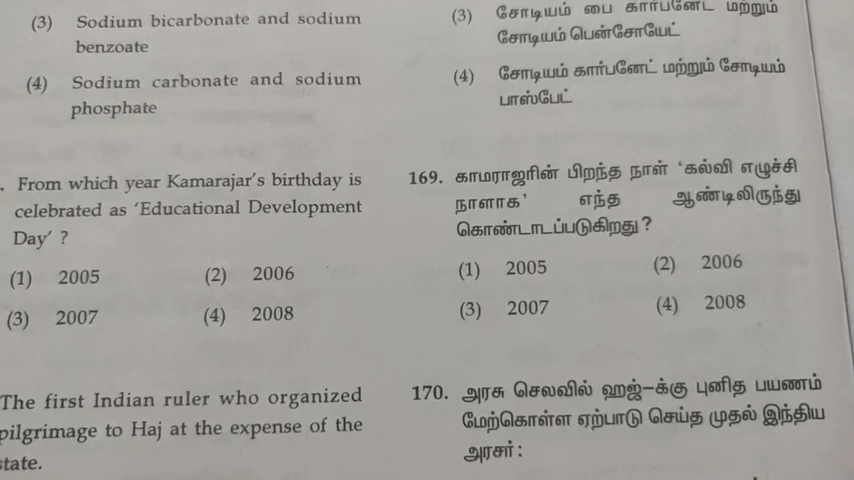 (3) Sodium bicarbonate and sodium
benzoate
(4) Sodium carbonate and sodium
phosphate
. From which year Kamarajar's birthday is
celebrated as 'Educational Development
Day' ?
(1) 2005 (2) 2006
(3) 2007 (4) 2008
The first Indian ruler who organized
pilgrimage to Haj at the expense of the
state.
(3) சோடியம் பை கார்பனேட் மற்றும்
சோடியம் பென்சோயேட்
(4) சோடியம் கார்பனேட் மற்றும் சோடியம்
பாஸ்பேட்
169. காமராஜரின் பிறந்த நாள் 'கல்வி எழுச்சி
நாளாக' எந்த ஆண்டிலிருந்து
கொண்டாடப்படுகிறது ?
(1) 2005 (2) 2006
(3) 2007 (4) 2008
170. அரசு செலவில் ஹஜ்-க்கு புனித பயணம்
மேற்கொள்ள ஏற்பாடு செய்த முதல் இந்திய
அரசர் :